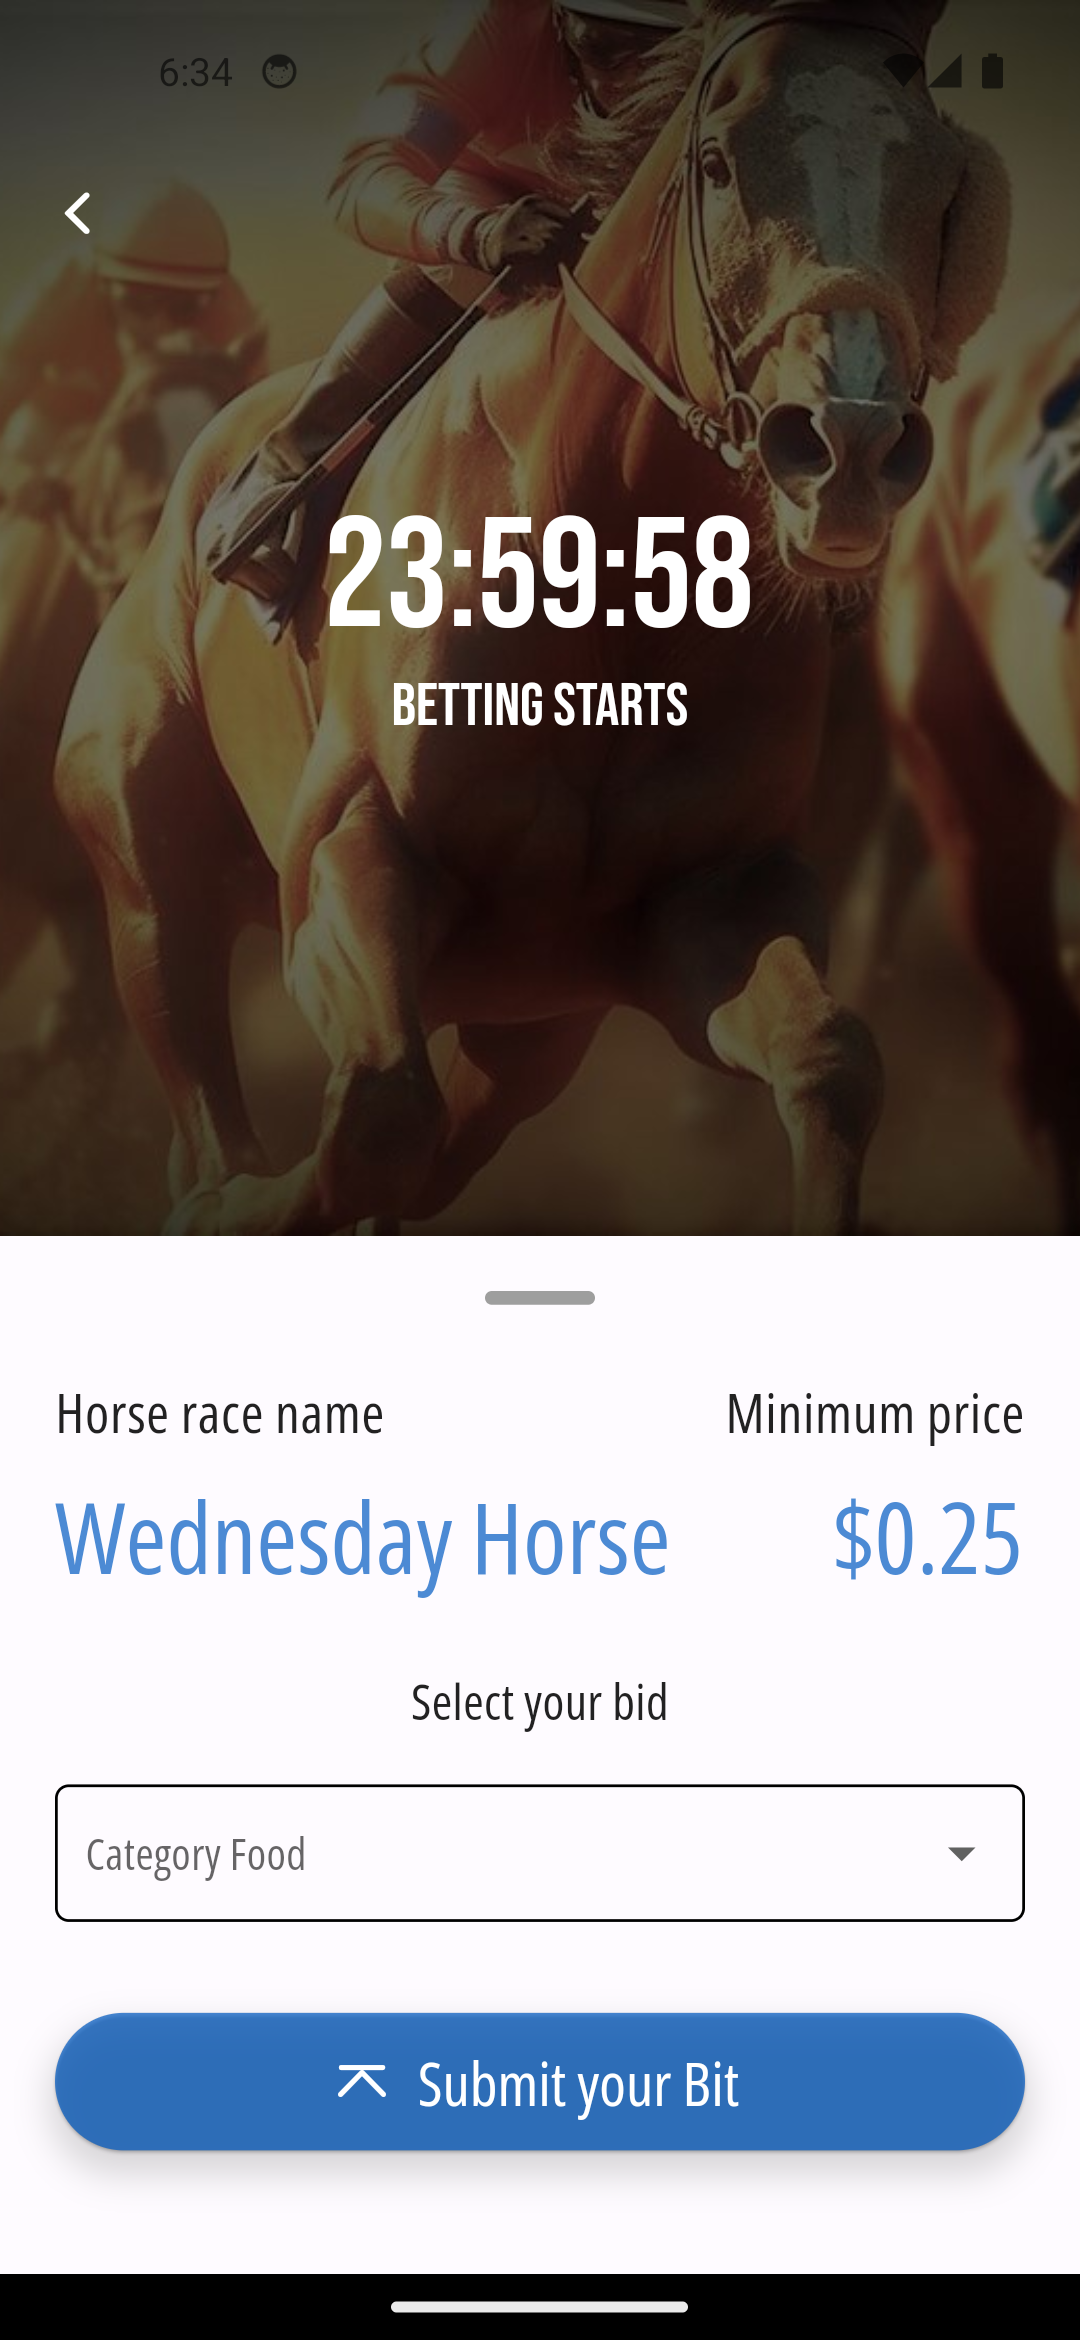 6:34
23:59:58
BETTING STARTS
Horse race name
Minimum price
Wednesday Horse
$0.25
Select your bid
Category Food
Submit your Bit